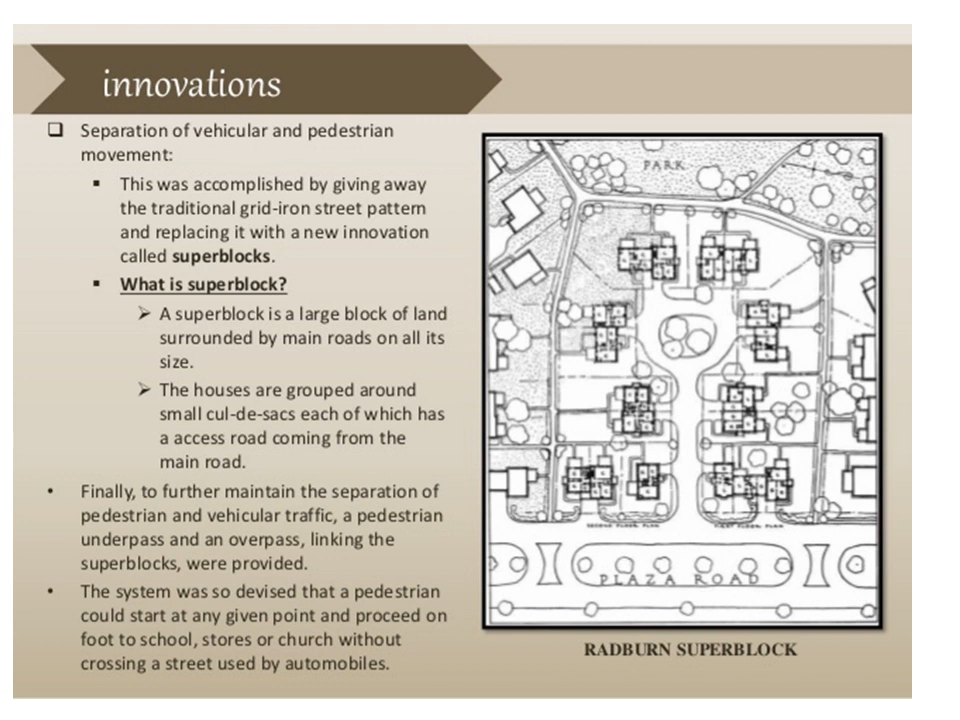 innovations
❑ Separation of vehicular and pedestrian
movement:
▪ This was accomplished by giving away
the traditional grid-iron street pattern
and replacing it with a new innovation
called superblocks.
▪ What is superblock?
➢ A superblock is a large block of land
surrounded by main roads on all its
size.
➢ The houses are grouped around
small cul-de-sacs each of which has
a access road coming from the
main road.
• Finally, to further maintain the separation of
pedestrian and vehicular traffic, a pedestrian
underpass and an overpass, linking the
superblocks, were provided.
• The system was so devised that a pedestrian
could start at any given point and proceed on
foot to school, stores or church without
crossing a street used by automobiles.
PARK
SECOND FLOOR PLAN
FIRST FLOOR PLAN
PLAZA ROAD
RADBURN SUPERBLOCK